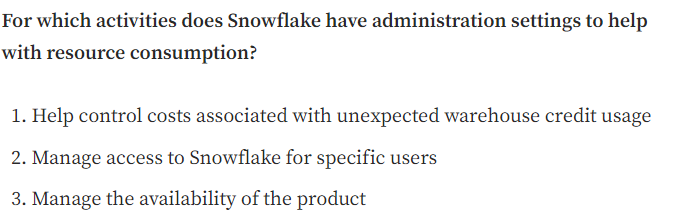 For which activities does Snowflake have administration settings to help
with resource consumption?
1. Help control costs associated with unexpected warehouse credit usage
2. Manage access to Snowflake for specific users
3. Manage the availability of the product